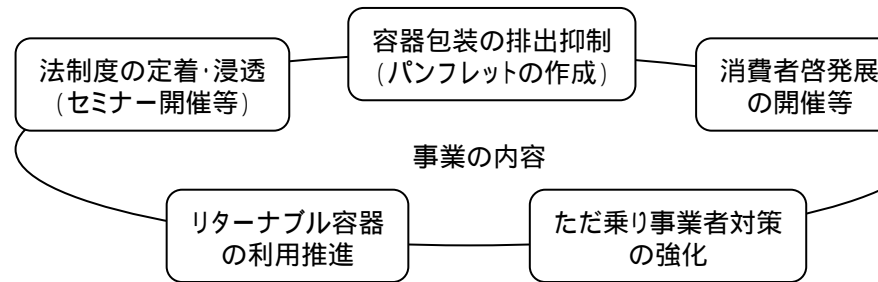 容器包装の排出抑制
(パンフレットの作成)
法制度の定着・浸透
(セミナー開催等)
消費者啓発展
の開催等
事業の内容
リターナブル容器
の利用推進
ただ乗り事業者対策
の強化